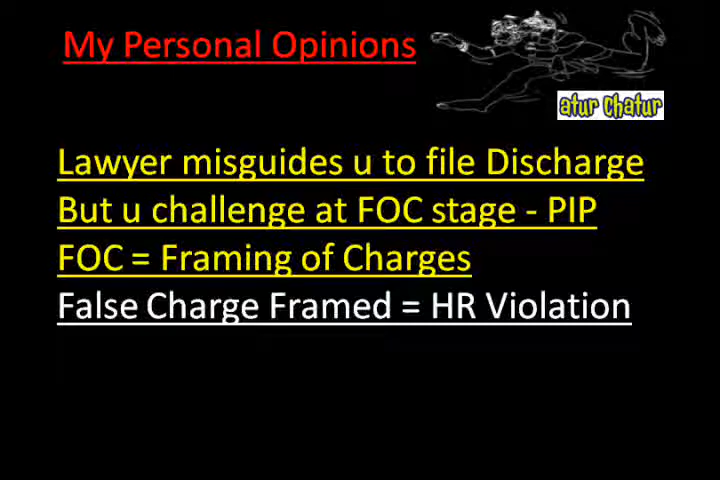 My Personal Opinions
atur chatur
Lawyer misguides u to file Discharge
But u challenge at FOC stage - PIP
FOC = Framing of Charges
False Charge Framed = HR Violation